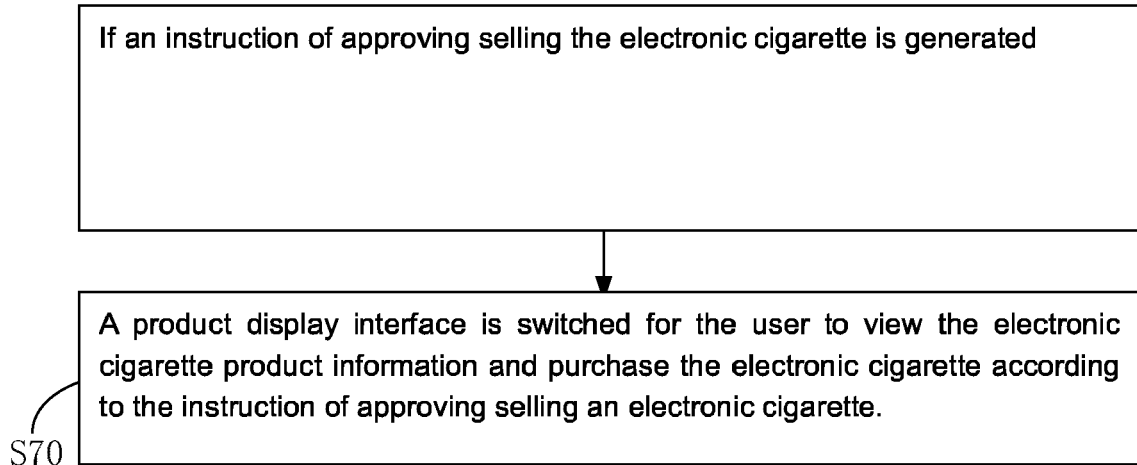 If an instruction of approving selling the electronic cigarette is generated
A product display interface is switched for the user to view the electronic
cigarette product information and purchase the electronic cigarette according
to the instruction of approving selling an electronic cigarette.
S70